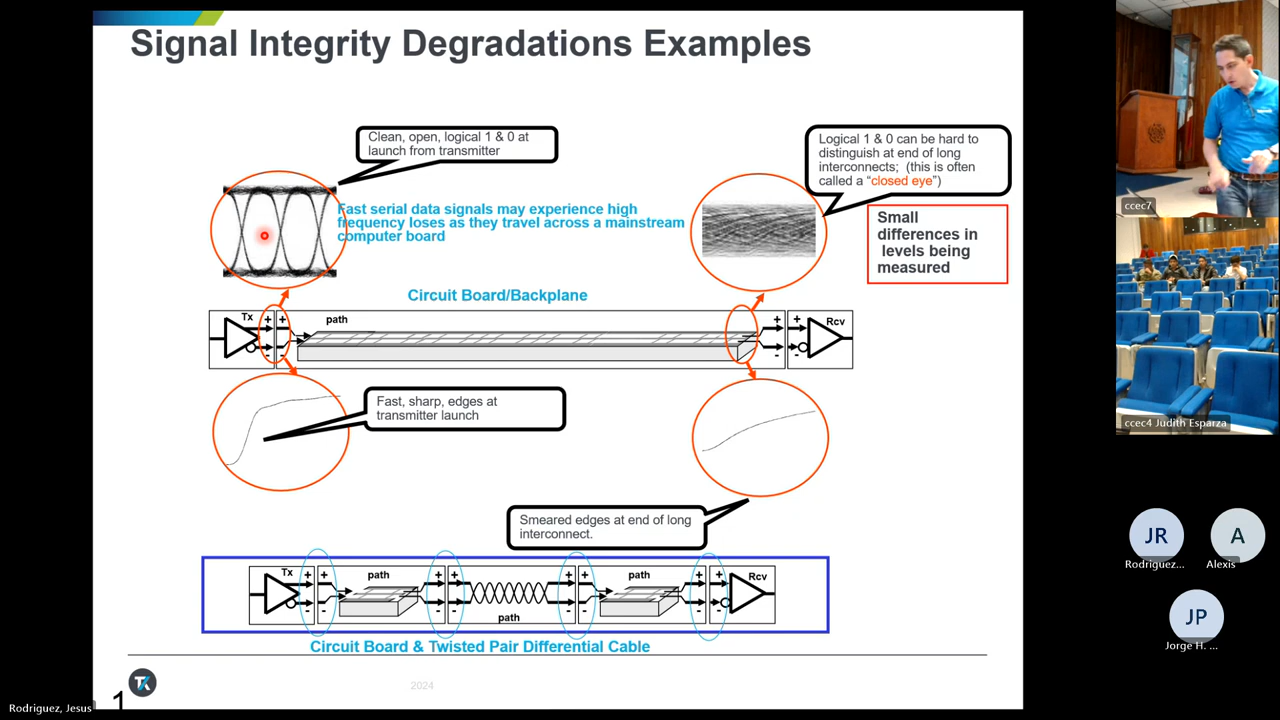 Signal Integrity Degradations Examples
Clean, open, logical 1 & 0 at
launch from transmitter
Logical 1 & 0 can be hard to
distinguish at end of long
interconnects; (this is often
called a “closed eye”)
Fast serial data signals may experience high
frequency loses as they travel across a mainstream
computer board
Small
differences in
levels being
measured
Circuit Board/Backplane
Tx
+
+
path
+
+
Rcv
-
-
-
-
Fast, sharp, edges at
transmitter launch
Smeared edges at end of long
interconnect.
Tx
+
+
path
+
+
+
+
path
+
+
Rcv
-
-
-
-
path
-
-
-
-
Circuit Board & Twisted Pair Differential Cable
TK
2024
1
Rodriguez, Jesus
ccec7
ccec4 Judith Esparza
JR
Rodriguez...
A
Alexis
JP
Jorge H. ...